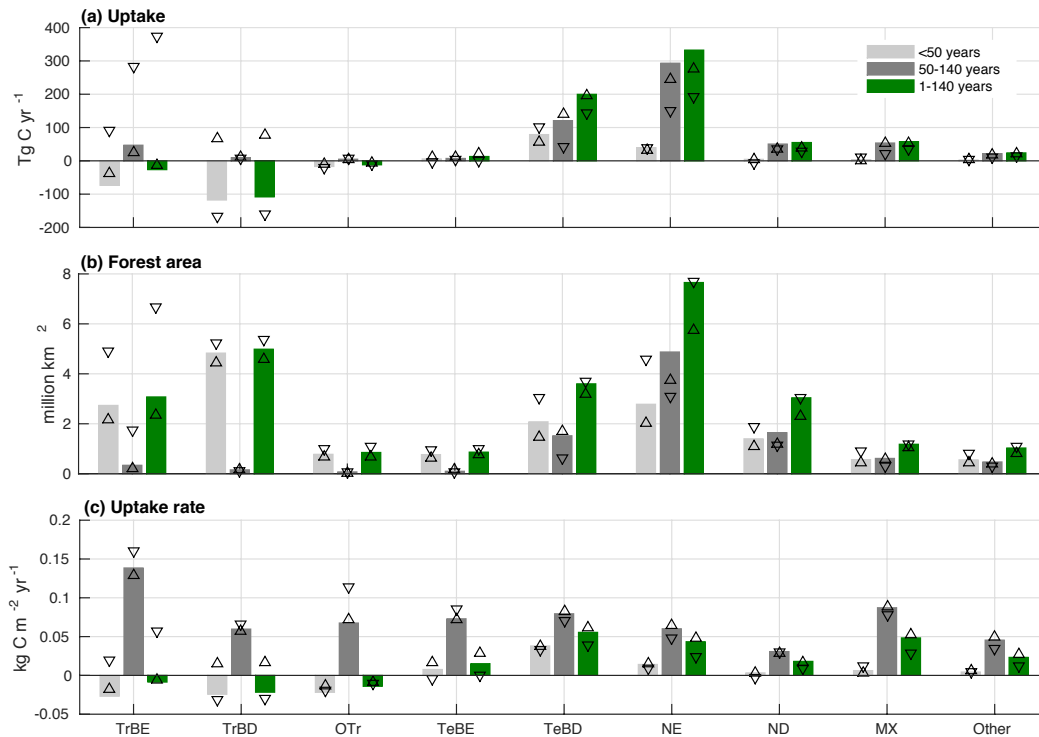 (a) Uptake
400
300
200
100
0
-100
-200
Tg C yr -1
<50 years
50-140 years
1-140 years
(b) Forest area
8
6
4
2
0
million km 2
(c) Uptake rate
0.2
0.15
0.1
0.05
0
-0.05
kg C m -2 yr -1
TrBE TrBD OTr TeBE TeBD NE ND MX Other